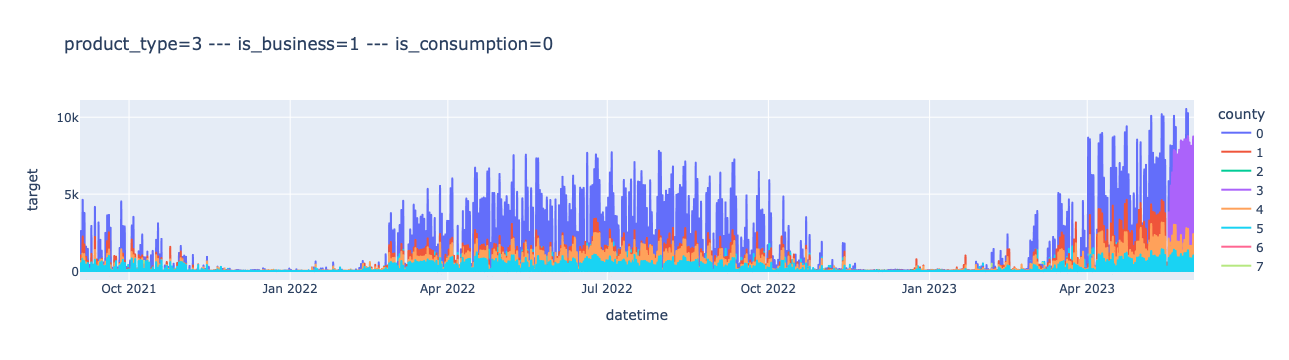 product_type=3 --- is_business=1 --- is_consumption=0
target
10k
5k
0
Oct 2021
Jan 2022
Apr 2022
Jul 2022
Oct 2022
Jan 2023
Apr 2023
datetime
county
0
1
2
3
4
5
6
7